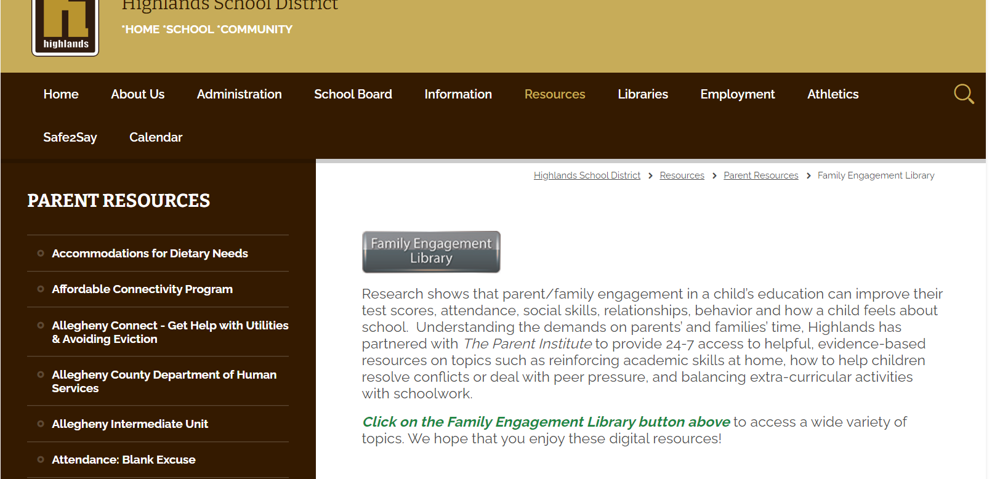 Highlands School District
*HOME *SCHOOL *COMMUNITY
highlands
Home About Us Administration School Board Information Resources Libraries Employment Athletics
Safe2Say Calendar
Highlands School District > Resources > Parent Resources > Family Engagement Library
PARENT RESOURCES
Accommodations for Dietary Needs
Affordable Connectivity Program
Allegheny Connect - Get Help with Utilities
& Avoiding Eviction
Allegheny County Department of Human
Services
Allegheny Intermediate Unit
Attendance: Blank Excuse
Family Engagement
Library
Research shows that parent/family engagement in a child's education can improve their
test scores, attendance, social skills, relationships, behavior and how a child feels about
school.  Understanding the demands on parents' and families' time, Highlands has
partnered with The Parent Institute to provide 24-7 access to helpful, evidence-based
resources on topics such as reinforcing academic skills at home, how to help children
resolve conflicts or deal with peer pressure, and balancing extra-curricular activities
with schoolwork.
Click on the Family Engagement Library button above to access a wide variety of
topics. We hope that you enjoy these digital resources!